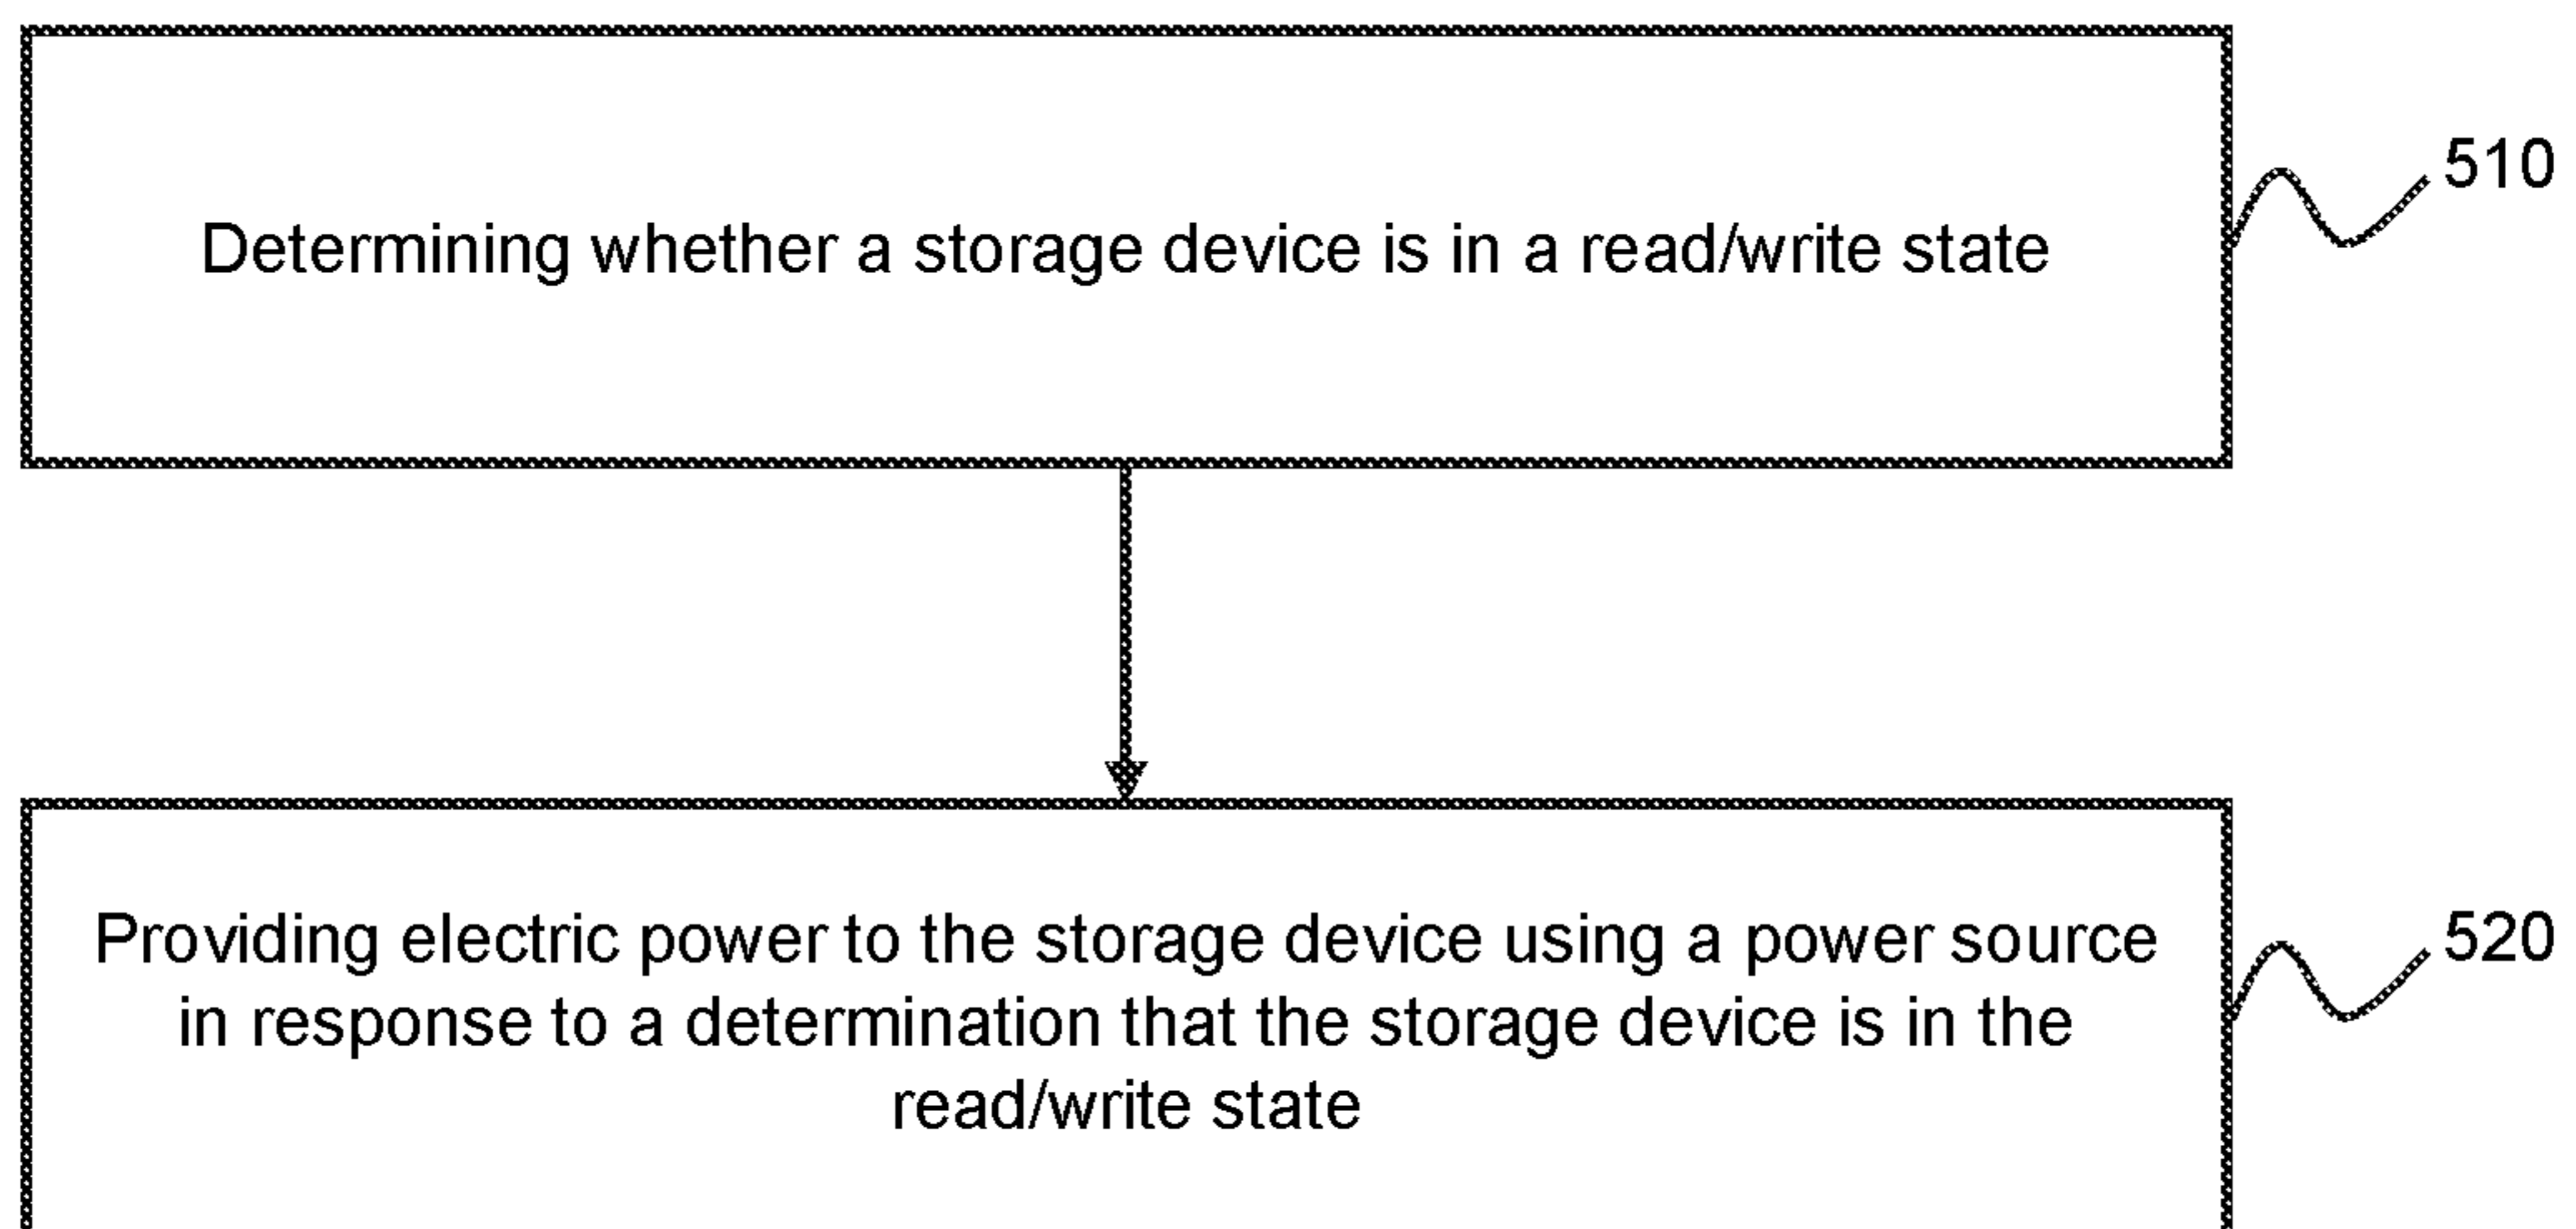 Determining whether a storage device is in a read/write state
510
Providing electric power to the storage device using a power source
in response to a determination that the storage device is in the
read/write state
520